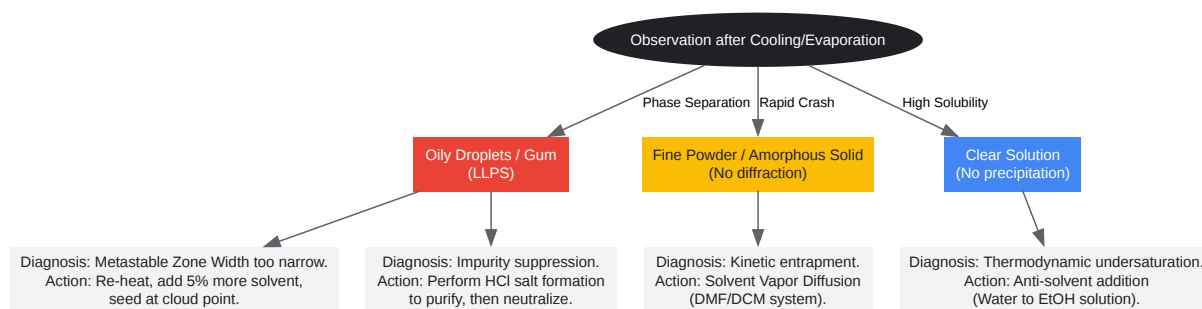 Observation after Cooling/Evaporation
Phase Separation
Rapid Crash
High Solubility
Oily Droplets / Gum
(LLPS)
Fine Powder / Amorphous Solid
(No diffraction)
Clear Solution
(No precipitation)
Diagnosis: Metastable Zone Width too narrow.
Action: Re-heat, add 5% more solvent,
seed at cloud point.
Diagnosis: Impurity suppression.
Action: Perform HCl salt formation
to purify, then neutralize.
Diagnosis: Kinetic entrapment.
Action: Solvent Vapor Diffusion
(DMF/DCM system).
Diagnosis: Thermodynamic undersaturation.
Action: Anti-solvent addition
(Water to EtOH solution).